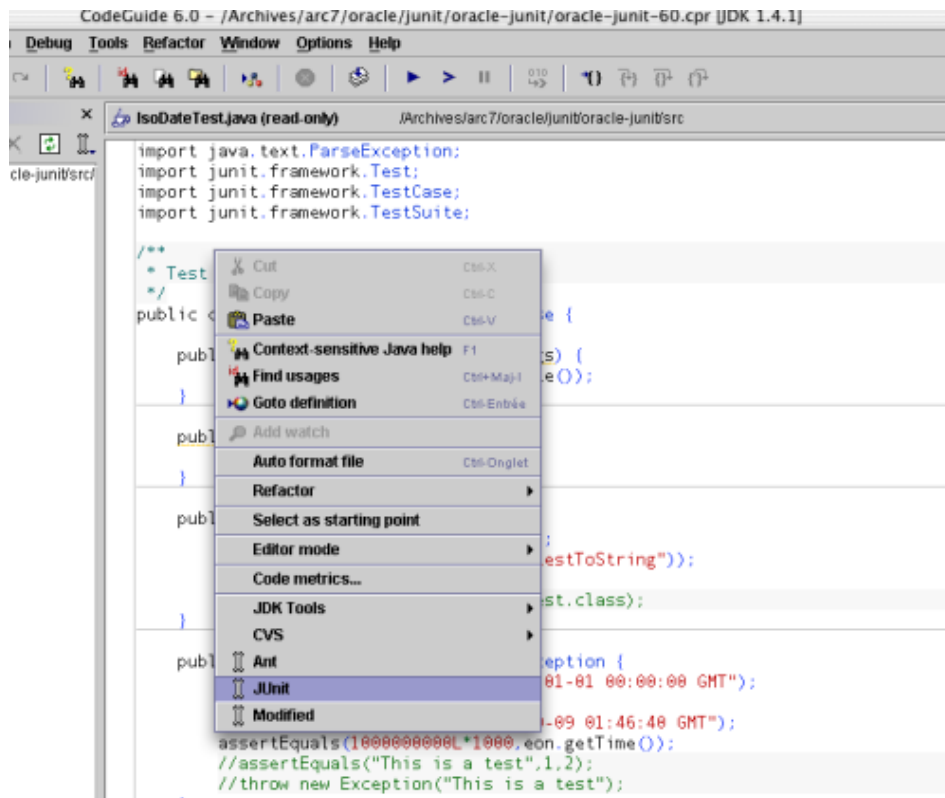 CodeGuide 6.0 - /Archives/arc7/oracle/junit/oracle-junit/oracle-junit-60.cpr [JDK 1.4.1]
Debug Tools Refactor Window Options Help
IsoDateTest.java (read-only) /Archives/arc7/oracle/junit/oracle-junit/src
cle-junit/src/
import java.text.ParseException;
import junit.framework.Test;
import junit.framework.TestCase;
import junit.framework.TestSuite;
/**
* Test
*/
public c
e {
publ
s) {
e());
}
publ
}
publ
;
estToString"));
st.class);
}
publ
eption {
01-01 00:00:00 GMT");
-09 01:46:40 GMT");
assertEquals(1000000000L*1000,eon.getTime());
//assertEquals("This is a test",1,2);
//throw new Exception("This is a test");
Cut Ctrl-X
Copy Ctrl-C
Paste Ctrl-V
Context-sensitive Java help F1
Find usages Ctrl+Maj-I
Goto definition Ctrl-Entrée
Add watch
Auto format file Ctrl-Onglet
Refactor
Select as starting point
Editor mode
Code metrics...
JDK Tools
CVS
Ant
JUnit
Modified